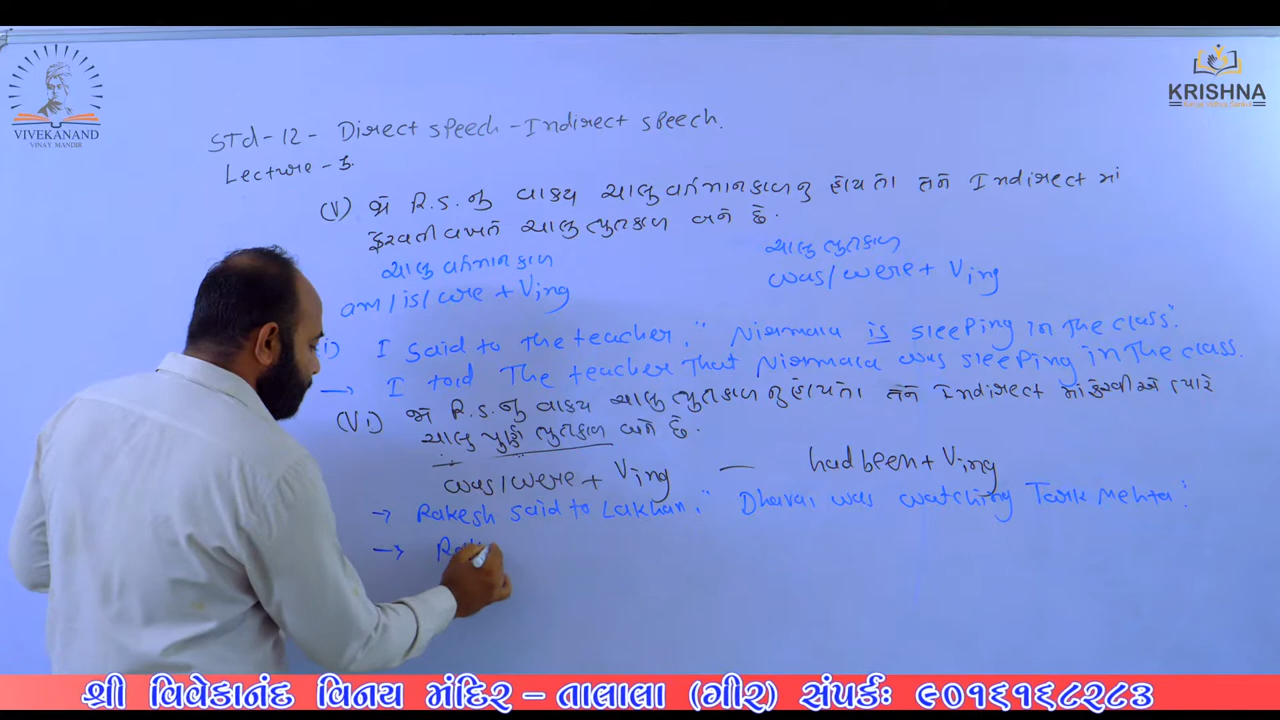 VIVEKANAND
VINAY MANDIR
KRISHNA
STd-12 - Direct speech - Indirect speech.
Lecture - 3.
(V) જો R.S.નું વાક્ય ચાલુ વર્તમાનકાળનું હોય તો તેને Indirect માં
ફેરવતી વખતે ચાલુ ભૂતકાળ બને છે.
ચાલુ વર્તમાનકાળ
ચાલુ ભૂતકાળ
am/is/are + Ving
was/were + Ving
i) I said to the teacher, "Nirmala is sleeping in the class".
→ I told The teacher That Nirmala was sleeping in the class.
(VI) જો R.S.નું વાક્ય ચાલુ ભૂતકાળનું હોય તો તેને Indirect માં ફેરવીએ ત્યારે
ચાલુ પૂર્ણ ભૂતકાળ બને છે.
→ was/were + Ving — had been + Ving
→ Rakesh said to Lakhan, "Dhaval was watching Tark Mehta".
→
શ્રી વિવેકાનંદ વિનય મંદિર – તાલાલા (ગીર) સંપર્કઃ ૯૦૧૬૧૬૮૨૮૩